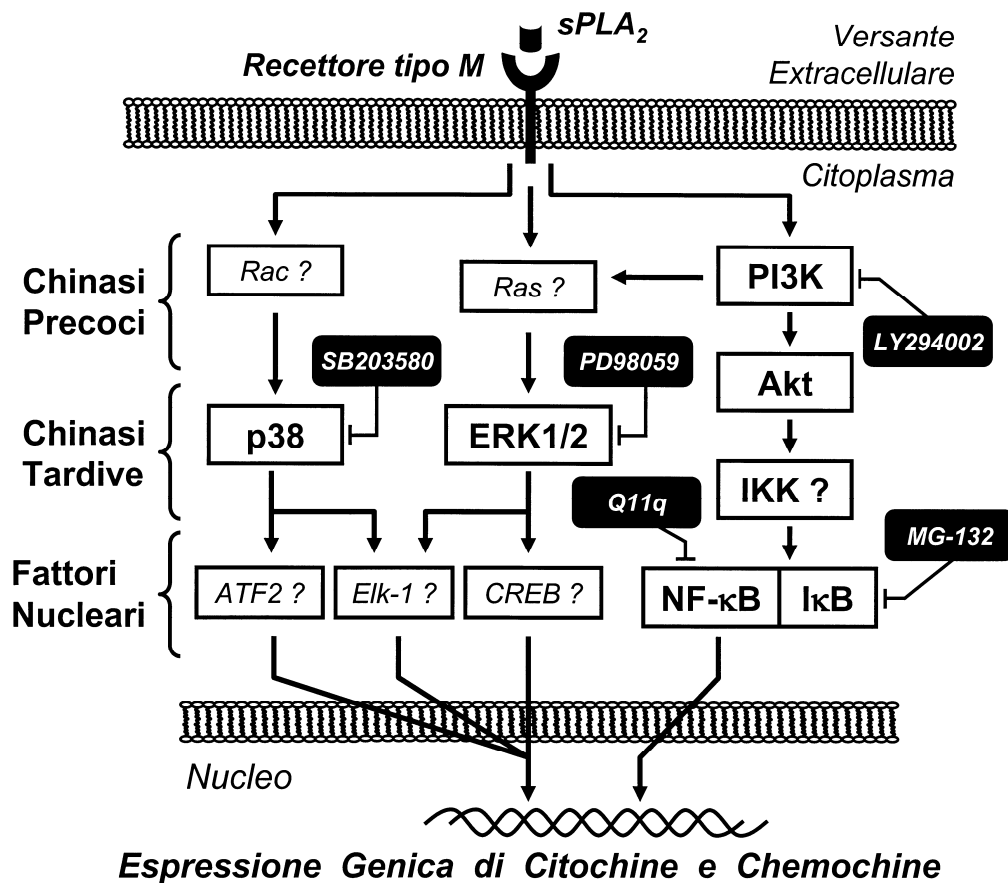 sPLA2
Recettore tipo M
Versante
Extracellulare
Citoplasma
Chinasi
Precoci
Rac ?
Ras ?
PI3K
LY294002
SB203580
PD98059
Akt
Chinasi
Tardive
p38
ERK1/2
IKK ?
Q11q
MG-132
Fattori
Nucleari
ATF2 ?
Elk-1 ?
CREB ?
NF-κB
IκB
Nucleo
Espressione Genica di Citochine e Chemochine